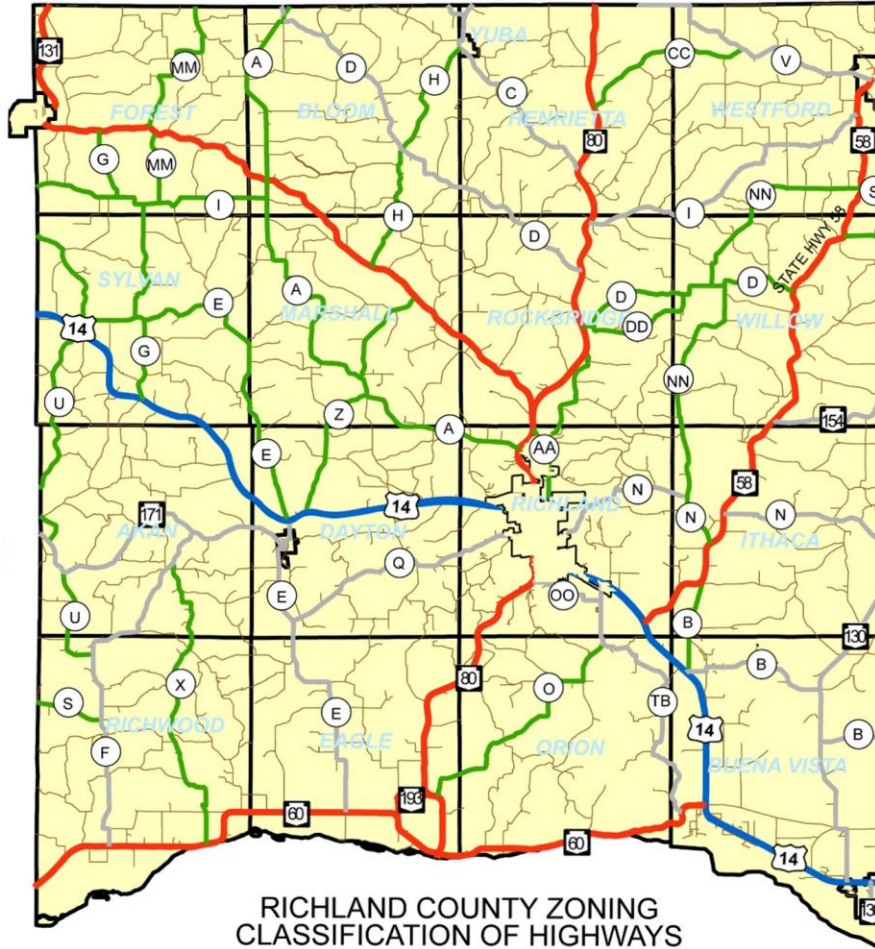 YUBA
131
MM
A
D
H
CC
V
FOREST
BLOOM
C
HENRIETTA
WESTFORD
80
58
G
MM
I
H
I
NN
S
D
STATE HWY 58
SYLVAN
E
A
MARSHALL
ROCKBRIDGE
D
D
WILLOW
14
DD
G
NN
U
Z
A
154
E
AA
58
14
RICHLAND
N
171
AKAN
DAYTON
N
N
ITHACA
Q
E
OO
U
B
130
80
B
S
X
O
TB
RICHWOOD
E
EAGLE
14
ORION
F
B
BUENA VISTA
193
60
60
14
RICHLAND COUNTY ZONING
CLASSIFICATION OF HIGHWAYS